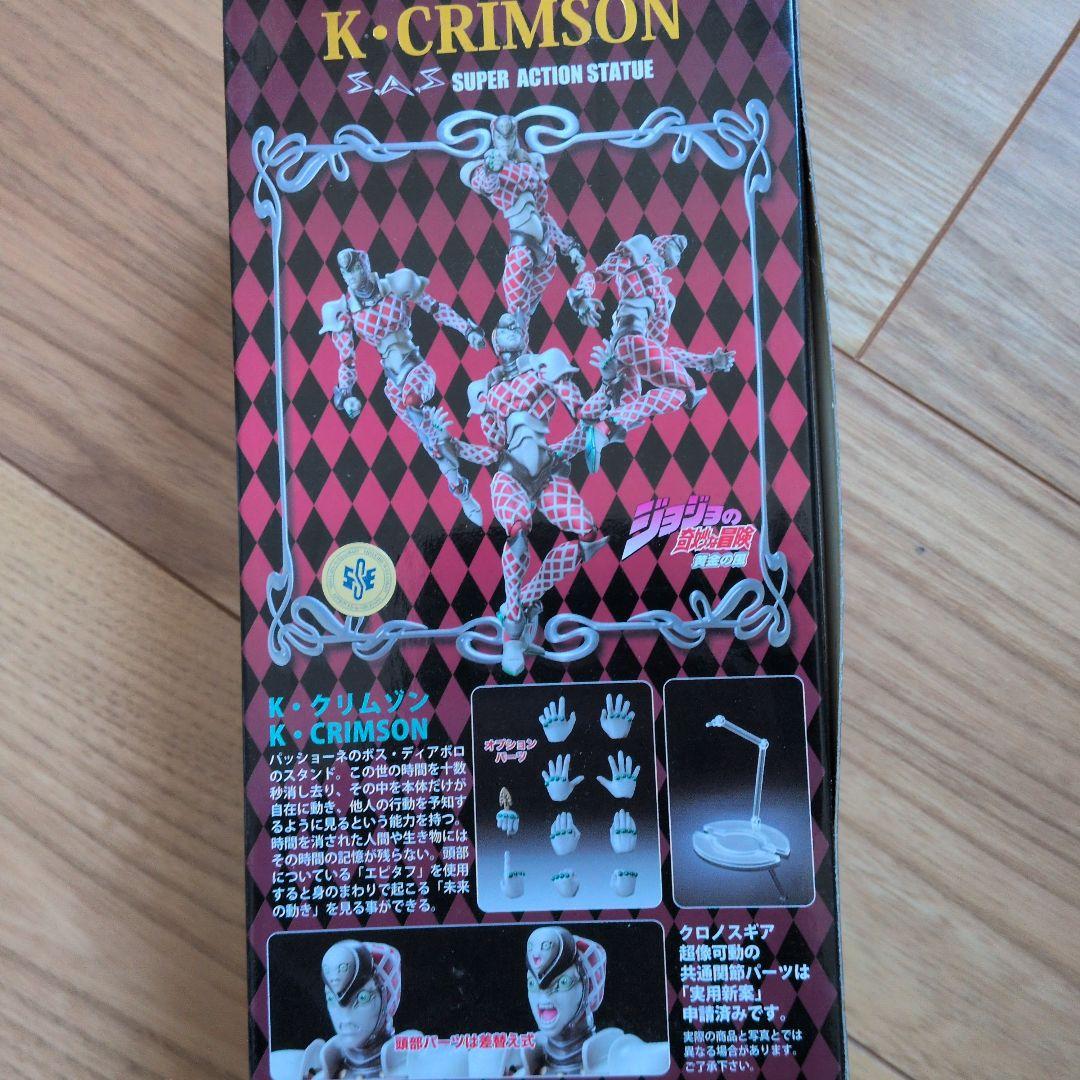 K・CRIMSON
S.A.S SUPER ACTION STATUE
ジョジョの
奇妙な冒険
黄金の風
SSE
K・クリムゾン
K・CRIMSON
パッショーネのボス・ディアボロ
のスタンド。この世の時間を十数
秒消し去り、その中を本体だけが
自在に動き、他人の行動を予知す
るように見るという能力を持つ。
時間を消された人間や生き物には
その時間の記憶が残らない。頭部
についている「エピタフ」を使用
すると身のまわりで起こる「未来
の動き」を見る事ができる。
オプション
パーツ
頭部パーツは差替え式
クロノスギア
超像可動の
共通関節パーツは
「実用新案」
申請済みです。
実際の商品と写真とでは
異なる場合があります。
ご了承下さい。